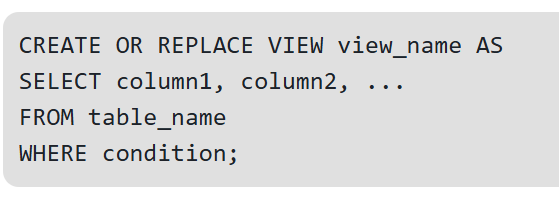 CREATE OR REPLACE VIEW view_name AS
SELECT column1, column2, ...
FROM table_name
WHERE condition;